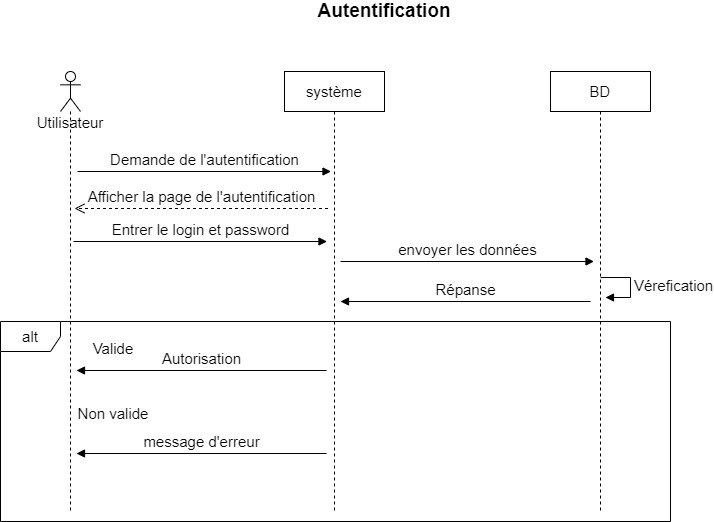 Autentification
système
BD
Utilisateur
Demande de l'autentification
Afficher la page de l'autentification
Entrer le login et password
envoyer les données
Vérefication
Répanse
alt
Valide
Autorisation
Non valide
message d'erreur